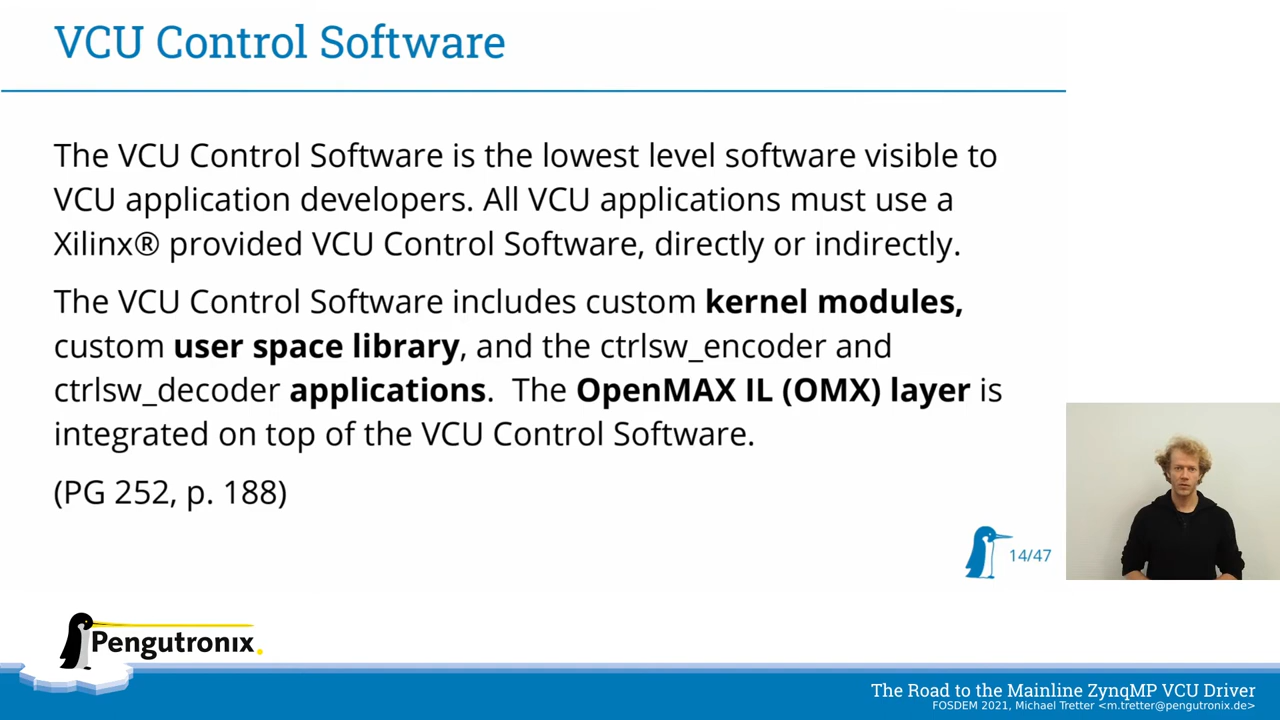 VCU Control Software
The VCU Control Software is the lowest level software visible to
VCU application developers. All VCU applications must use a
Xilinx® provided VCU Control Software, directly or indirectly.
The VCU Control Software includes custom kernel modules,
custom user space library, and the ctrlsw_encoder and
ctrlsw_decoder applications.  The OpenMAX IL (OMX) layer is
integrated on top of the VCU Control Software.
(PG 252, p. 188)
14/47
Pengutronix.
The Road to the Mainline ZynqMP VCU Driver
FOSDEM 2021, Michael Tretter <m.tretter@pengutronix.de>